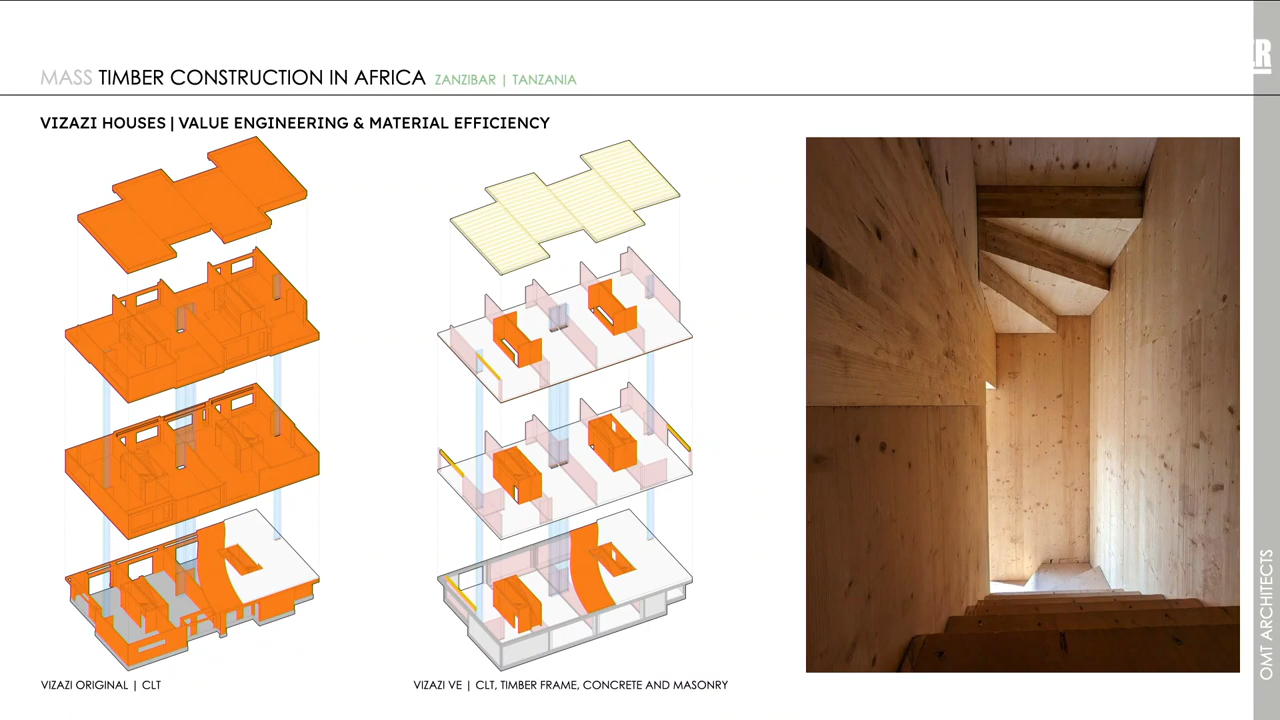 MASS TIMBER CONSTRUCTION IN AFRICA ZANZIBAR | TANZANIA
VIZAZI HOUSES | VALUE ENGINEERING & MATERIAL EFFICIENCY
VIZAZI ORIGINAL | CLT
VIZAZI VE | CLT, TIMBER FRAME, CONCRETE AND MASONRY
OMT ARCHITECTS